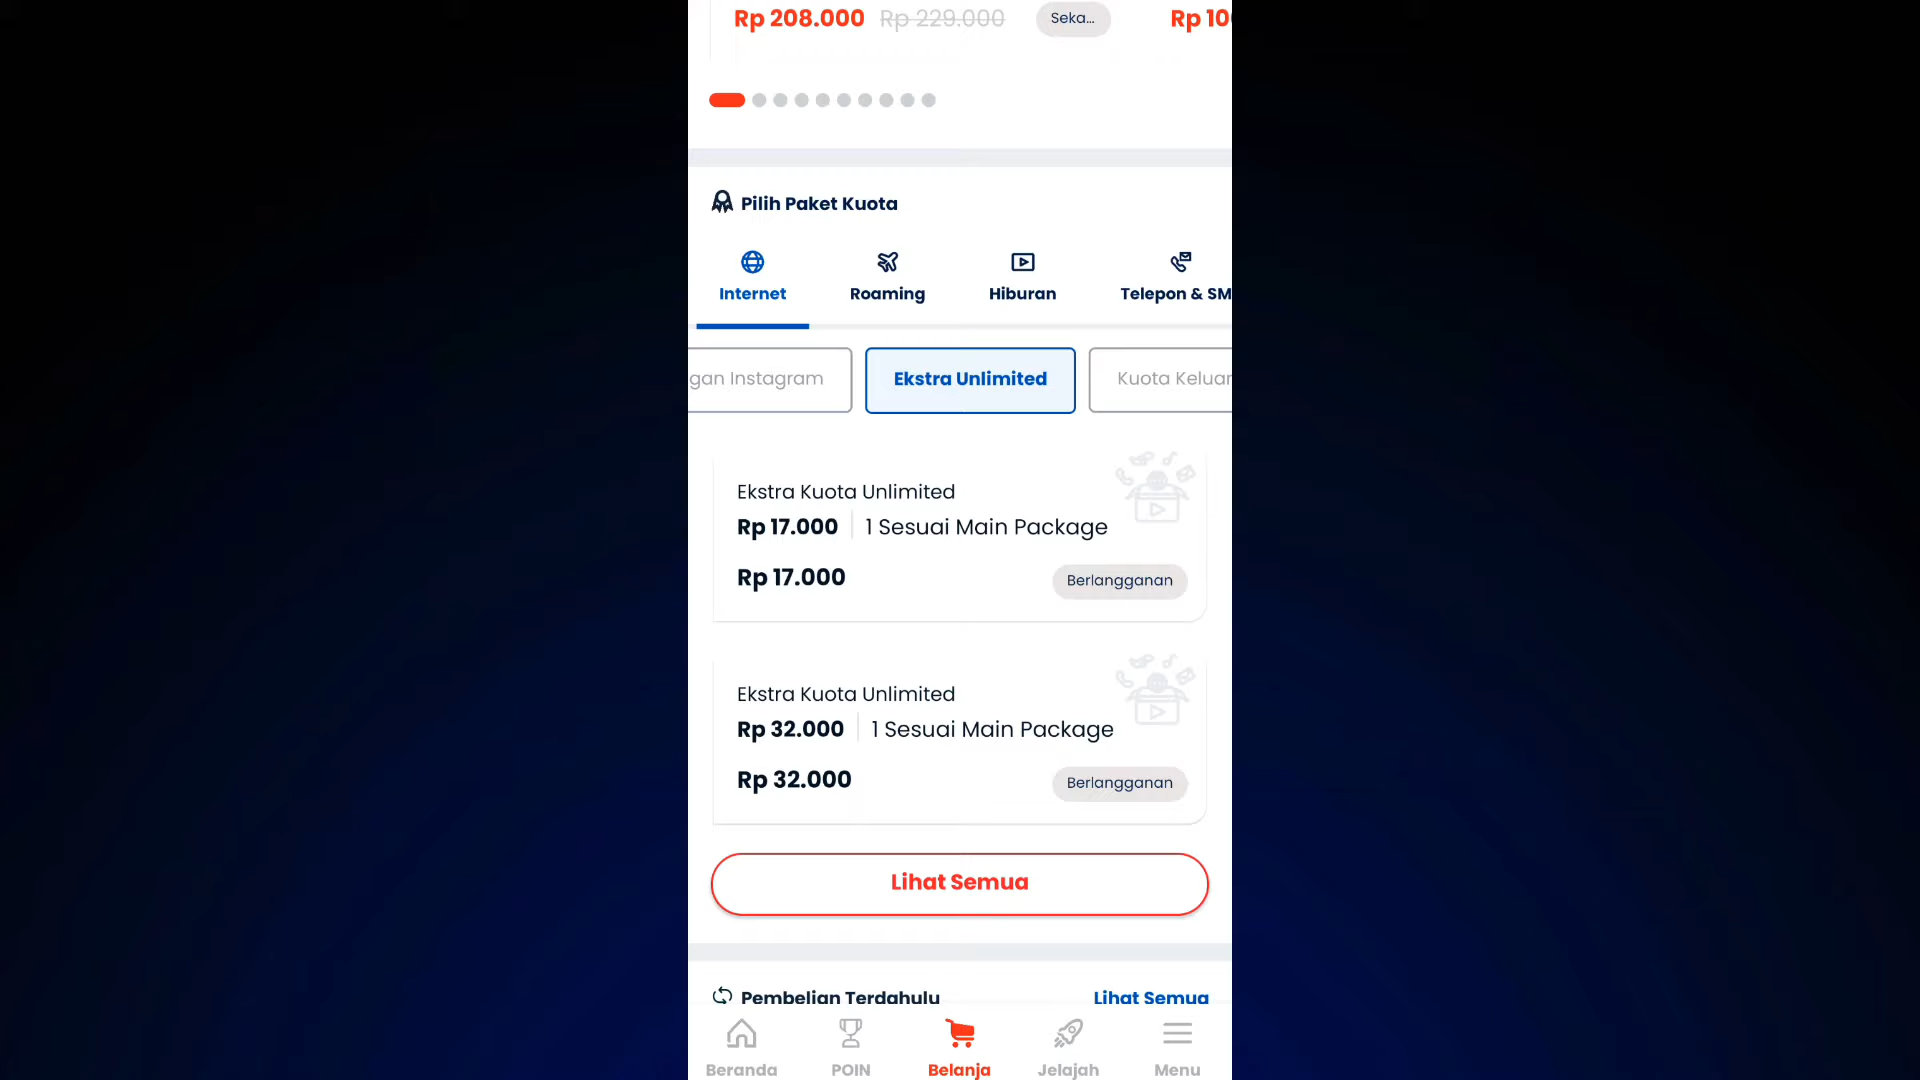 Rp 208.000 Rp 229.000 Seka... Rp 10
Pilih Paket Kuota
Internet Roaming Hiburan Telepon & SM
gan Instagram Ekstra Unlimited Kuota Keluar
Ekstra Kuota Unlimited
Rp 17.000 1 Sesuai Main Package
Rp 17.000 Berlangganan
Ekstra Kuota Unlimited
Rp 32.000 1 Sesuai Main Package
Rp 32.000 Berlangganan
Lihat Semua
Pembelian Terdahulu Lihat Semua
Beranda POIN Belanja Jelajah Menu